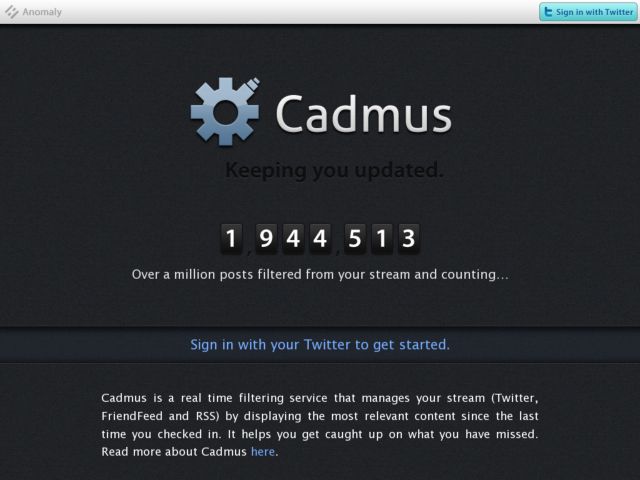 Anomaly
Sign in with Twitter
Cadmus
Keeping you updated.
1,944,513
Over a million posts filtered from your stream and counting...
Sign in with your Twitter to get started.
Cadmus is a real time filtering service that manages your stream (Twitter,
FriendFeed and RSS) by displaying the most relevant content since the last
time you checked in. It helps you get caught up on what you have missed.
Read more about Cadmus here.